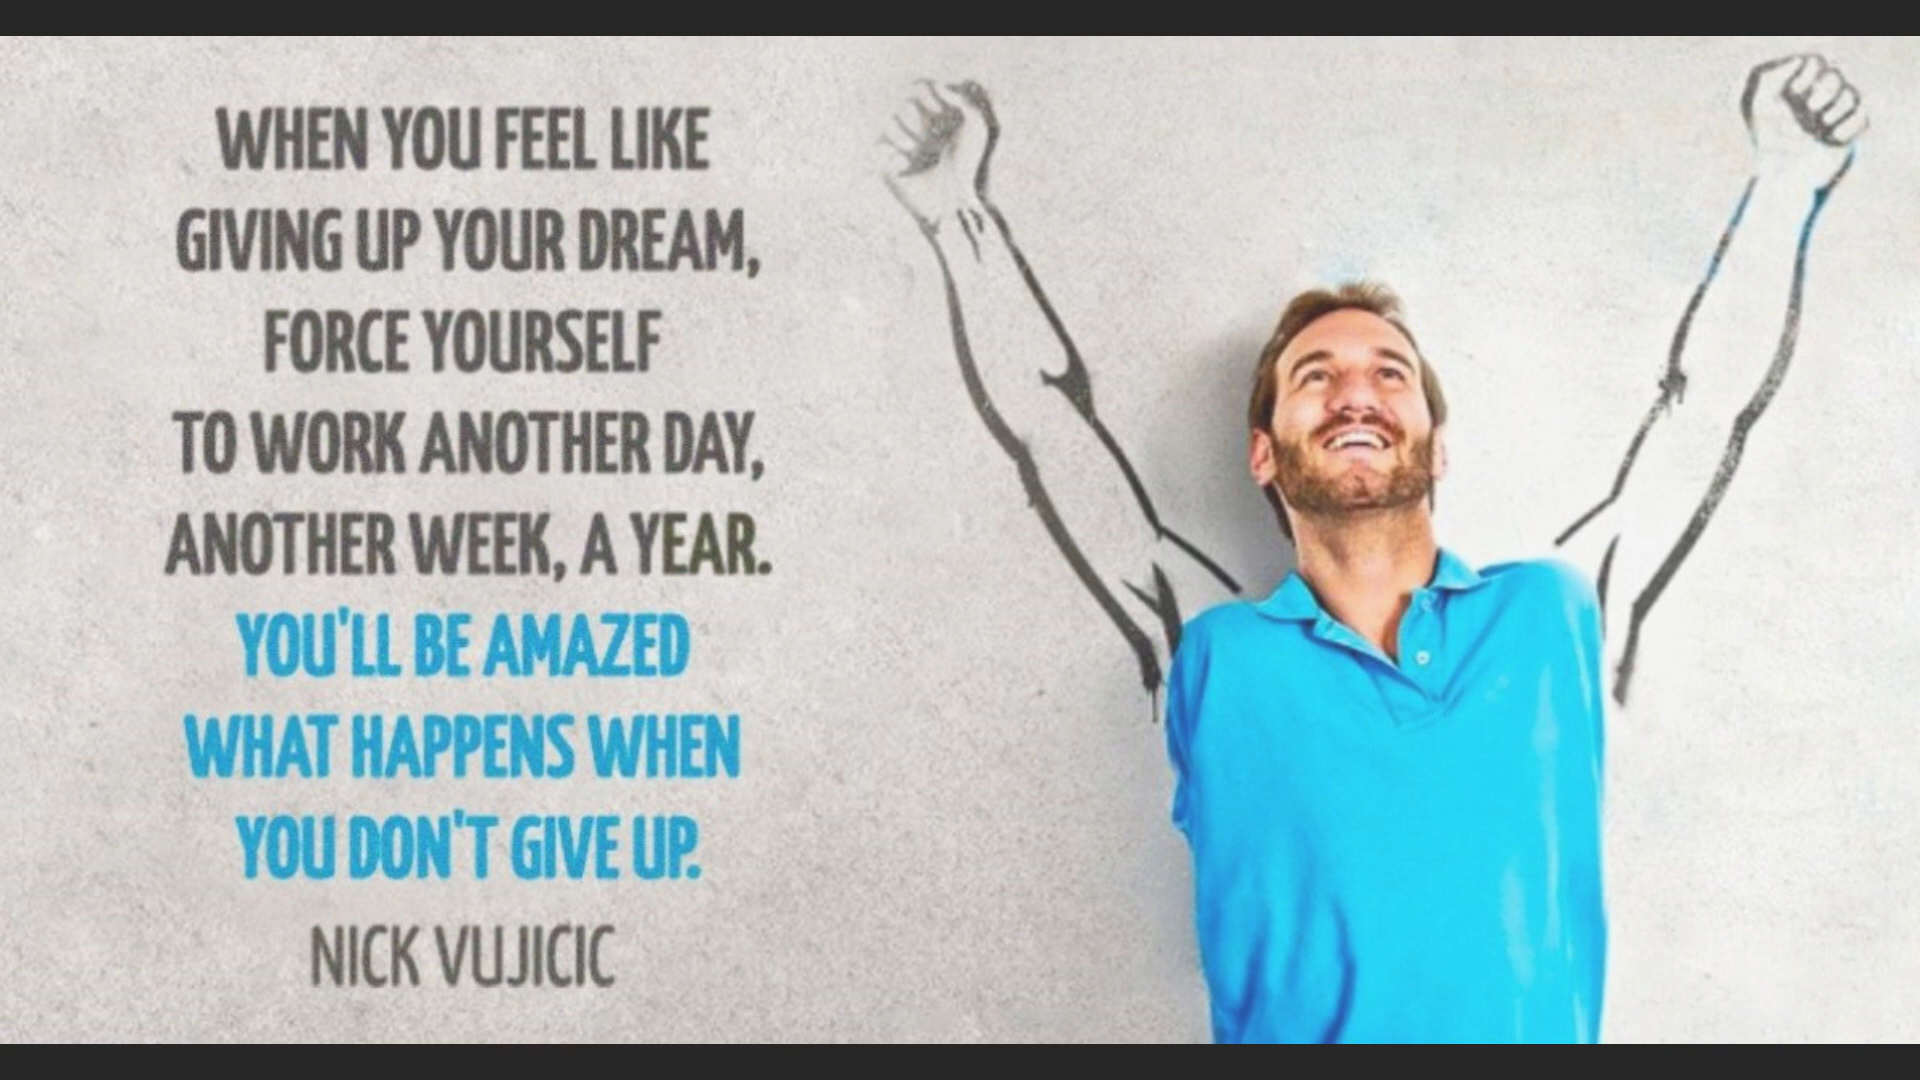 WHEN YOU FEEL LIKE
GIVING UP YOUR DREAM,
FORCE YOURSELF
TO WORK ANOTHER DAY,
ANOTHER WEEK, A YEAR.
YOU'LL BE AMAZED
WHAT HAPPENS WHEN
YOU DON'T GIVE UP.
NICK VUJICIC